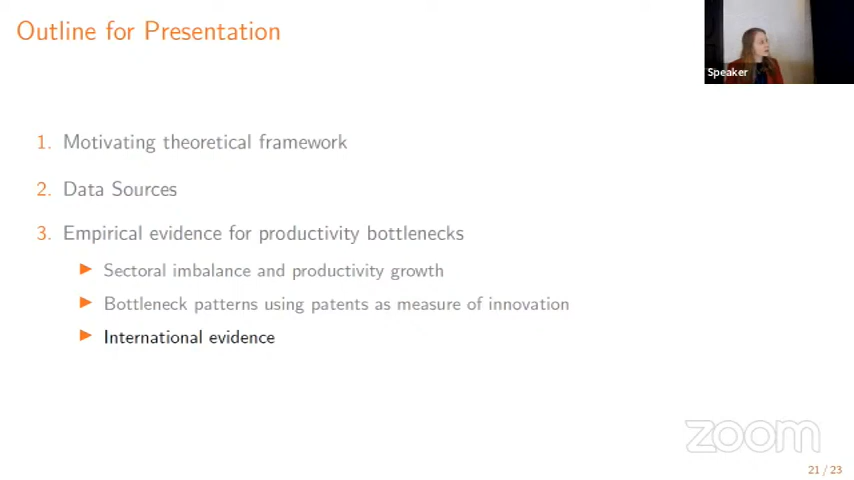 Outline for Presentation
Speaker
1. Motivating theoretical framework
2. Data Sources
3. Empirical evidence for productivity bottlenecks
▶ Sectoral imbalance and productivity growth
▶ Bottleneck patterns using patents as measure of innovation
▶ International evidence
zoom
21 / 23